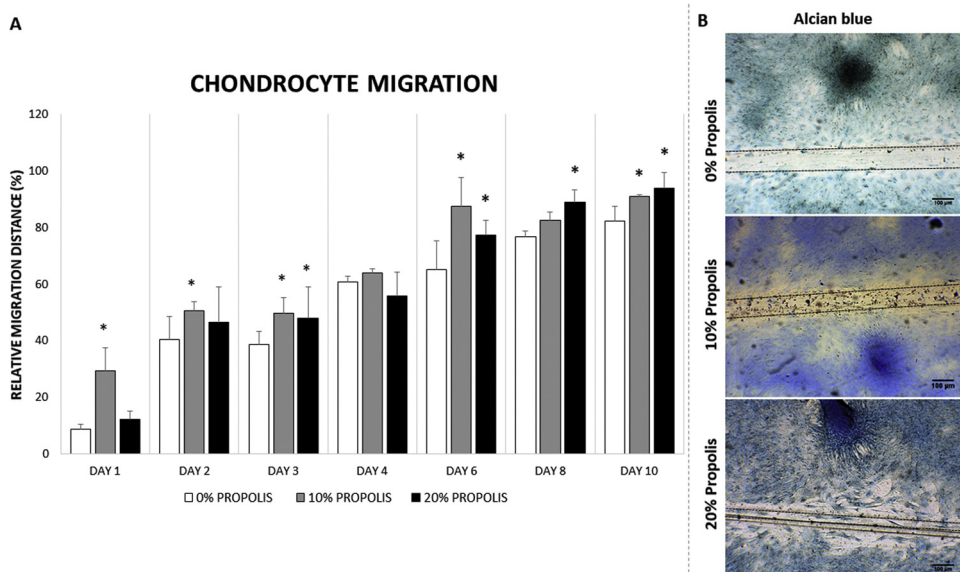 A
CHONDROCYTE MIGRATION
RELATIVE MIGRATION DISTANCE (%)
120
100
80
60
40
20
0
*
*
*
*
*
*
*
*
*
DAY 1
DAY 2
DAY 3
DAY 4
DAY 6
DAY 8
DAY 10
0% PROPOLIS
10% PROPOLIS
20% PROPOLIS
B
Alcian blue
0% Propolis
100 µm
10% Propolis
100 µm
20% Propolis
100 µm